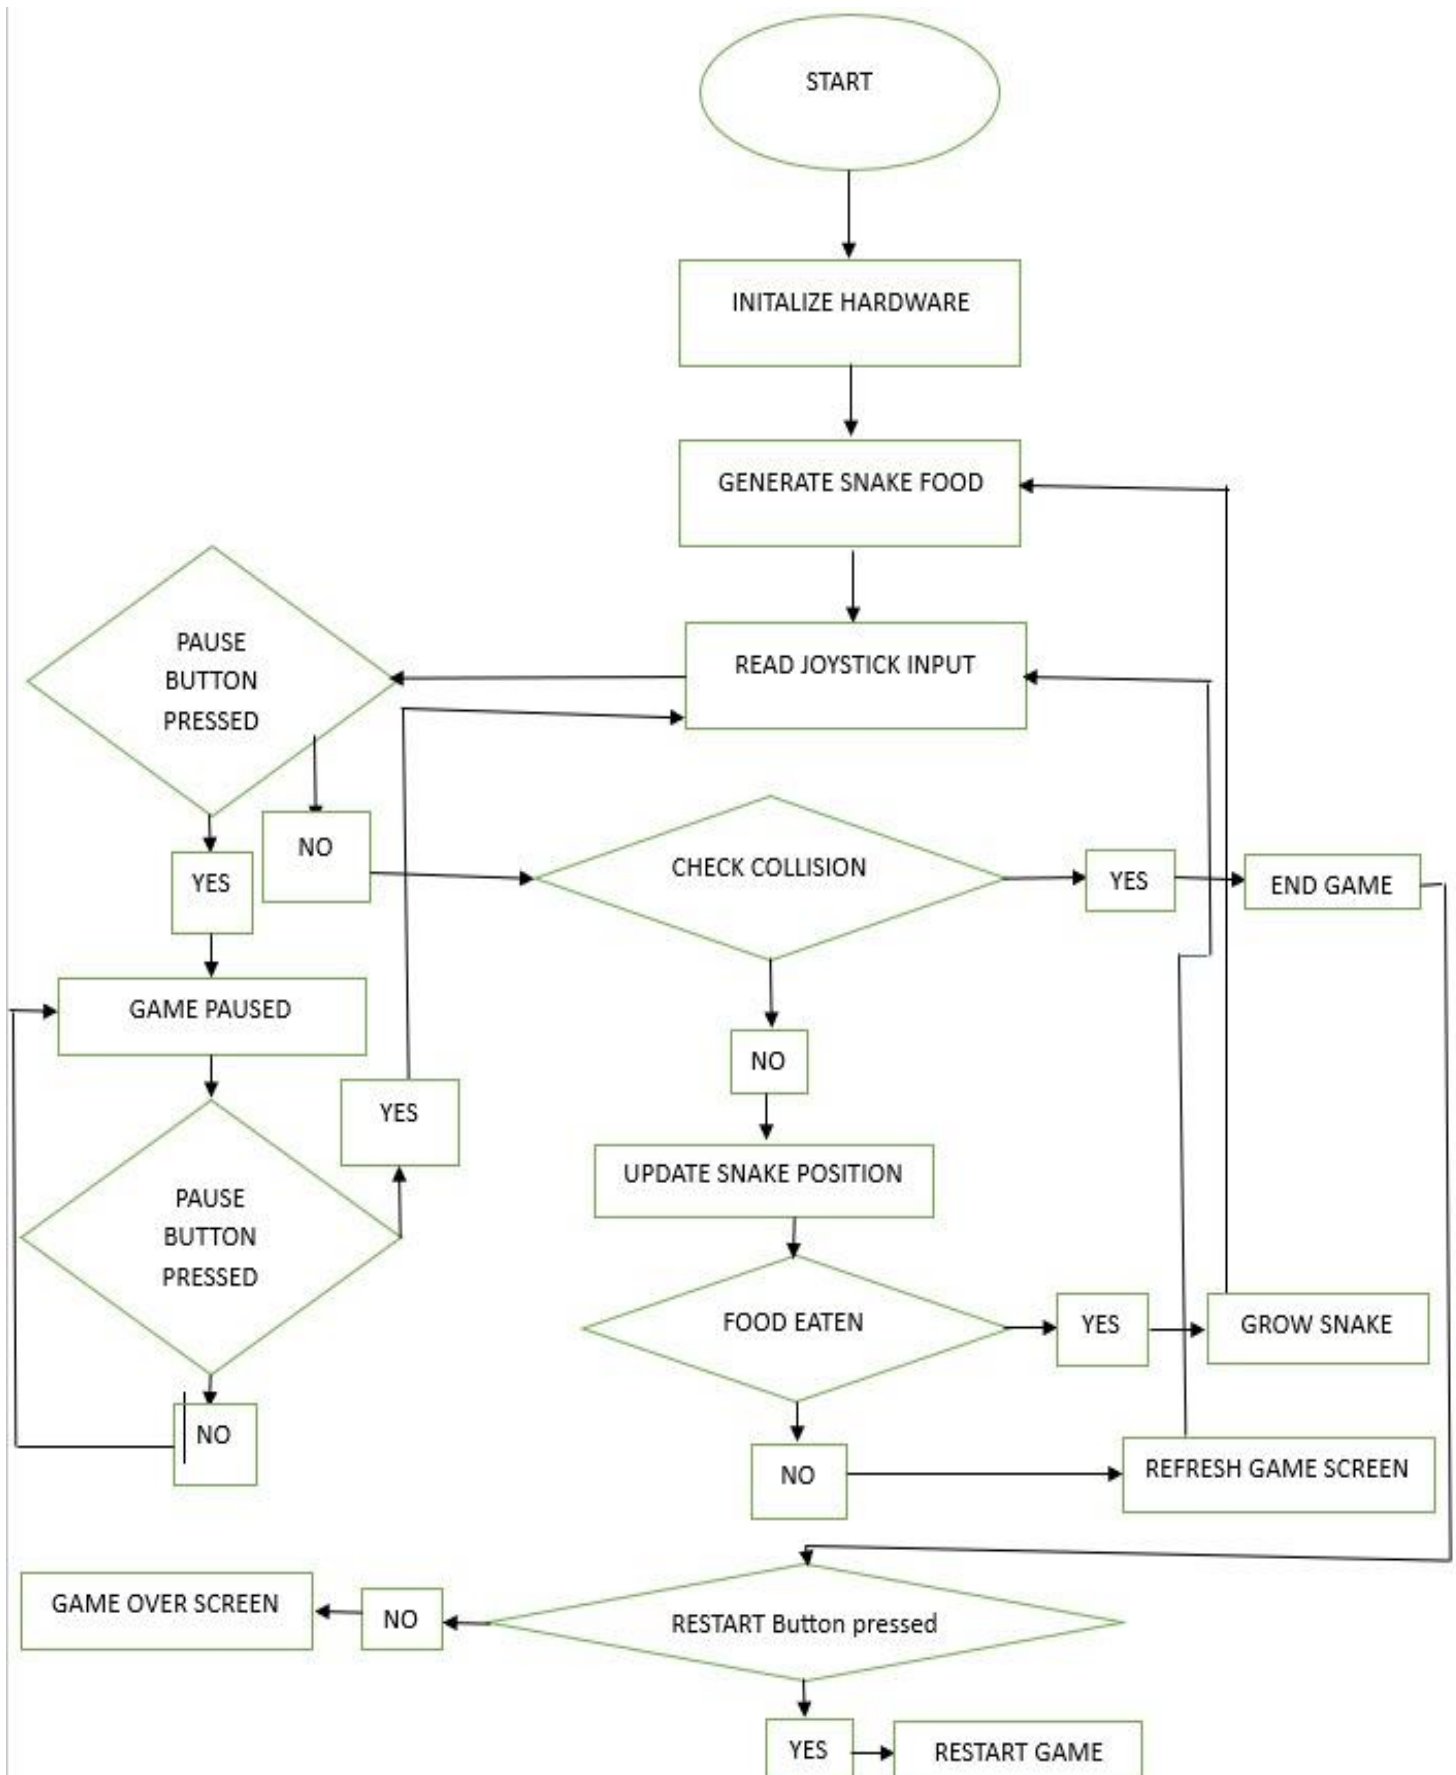 START
INITALIZE HARDWARE
GENERATE SNAKE FOOD
READ JOYSTICK INPUT
PAUSE
BUTTON
PRESSED
NO
YES
CHECK COLLISION
YES
END GAME
GAME PAUSED
NO
YES
UPDATE SNAKE POSITION
PAUSE
BUTTON
PRESSED
FOOD EATEN
YES
GROW SNAKE
NO
NO
REFRESH GAME SCREEN
GAME OVER SCREEN
NO
RESTART Button pressed
YES
RESTART GAME